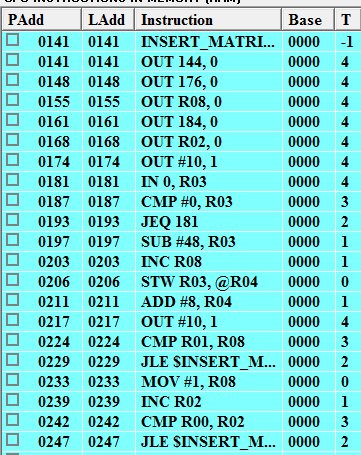 CPU INSTRUCTIONS IN MEMORY (RAM)
PAdd LAdd Instruction Base T
0141 0141 INSERT_MATRI... 0000 -1
0141 0141 OUT 144, 0 0000 4
0148 0148 OUT 176, 0 0000 4
0155 0155 OUT R08, 0 0000 4
0161 0161 OUT 184, 0 0000 4
0168 0168 OUT R02, 0 0000 4
0174 0174 OUT #10, 1 0000 4
0181 0181 IN 0, R03 0000 4
0187 0187 CMP #0, R03 0000 3
0193 0193 JEQ 181 0000 2
0197 0197 SUB #48, R03 0000 1
0203 0203 INC R08 0000 1
0206 0206 STW R03, @R04 0000 0
0211 0211 ADD #8, R04 0000 1
0217 0217 OUT #10, 1 0000 4
0224 0224 CMP R01, R08 0000 3
0229 0229 JLE $INSERT_M... 0000 2
0233 0233 MOV #1, R08 0000 0
0239 0239 INC R02 0000 1
0242 0242 CMP R00, R02 0000 3
0247 0247 JLE $INSERT_M... 0000 2